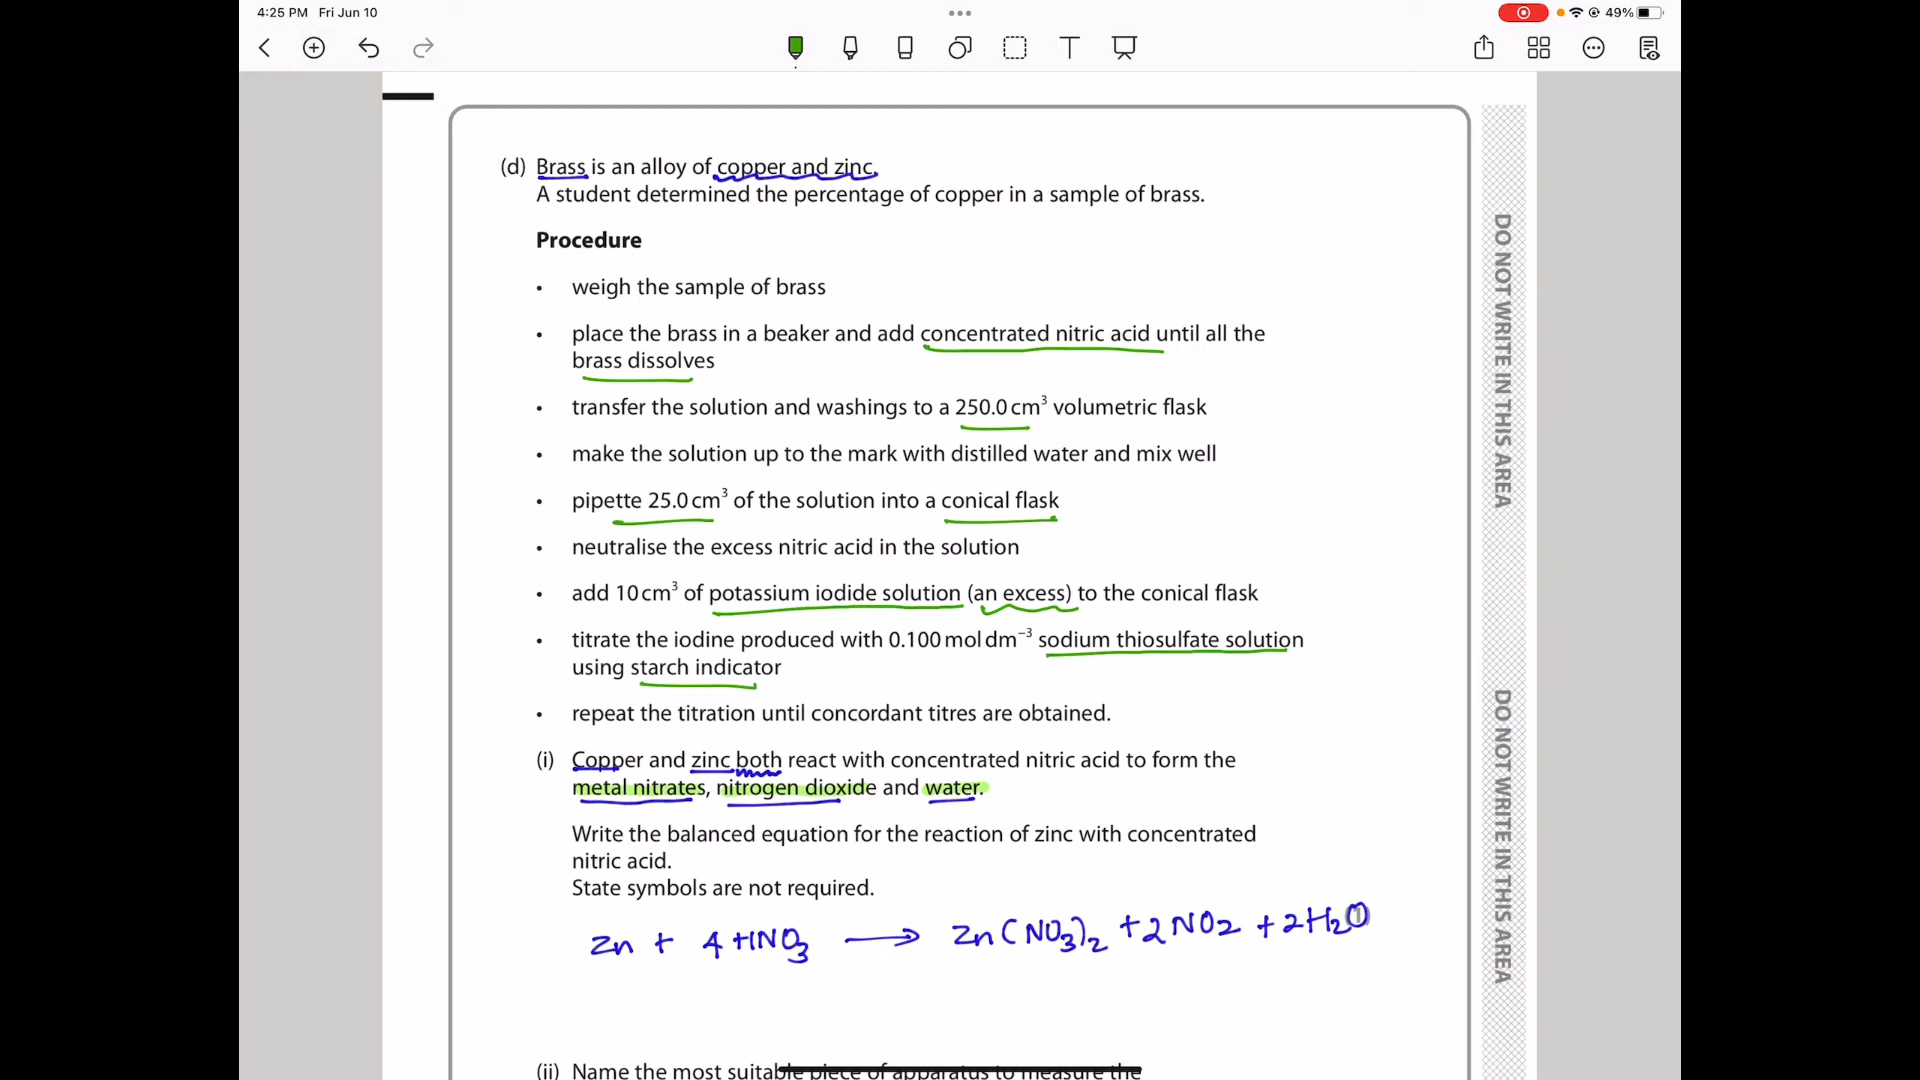 4:25 PM Fri Jun 10
49%
(d) Brass is an alloy of copper and zinc.
A student determined the percentage of copper in a sample of brass.
Procedure
• weigh the sample of brass
• place the brass in a beaker and add concentrated nitric acid until all the
brass dissolves
• transfer the solution and washings to a 250.0 cm³ volumetric flask
• make the solution up to the mark with distilled water and mix well
• pipette 25.0 cm³ of the solution into a conical flask
• neutralise the excess nitric acid in the solution
• add 10 cm³ of potassium iodide solution (an excess) to the conical flask
• titrate the iodine produced with 0.100 mol dm⁻³ sodium thiosulfate solution
using starch indicator
• repeat the titration until concordant titres are obtained.
(i) Copper and zinc both react with concentrated nitric acid to form the
metal nitrates, nitrogen dioxide and water.
Write the balanced equation for the reaction of zinc with concentrated
nitric acid.
State symbols are not required.
(1)
Zn + 4HNO₃ → Zn(NO₃)₂ + 2NO₂ + 2H₂O
(ii) Name the most suitable piece of apparatus to measure the
DO NOT WRITE IN THIS AREA
DO NOT WRITE IN THIS AREA